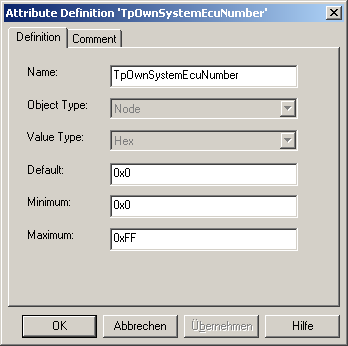 Attribute Definition 'TpOwnSystemEcuNumber'
Definition Comment
Name: TpOwnSystemEcuNumber
Object Type: Node
Value Type: Hex
Default: 0x0
Minimum: 0x0
Maximum: 0xFF
OK Abbrechen Übernehmen Hilfe